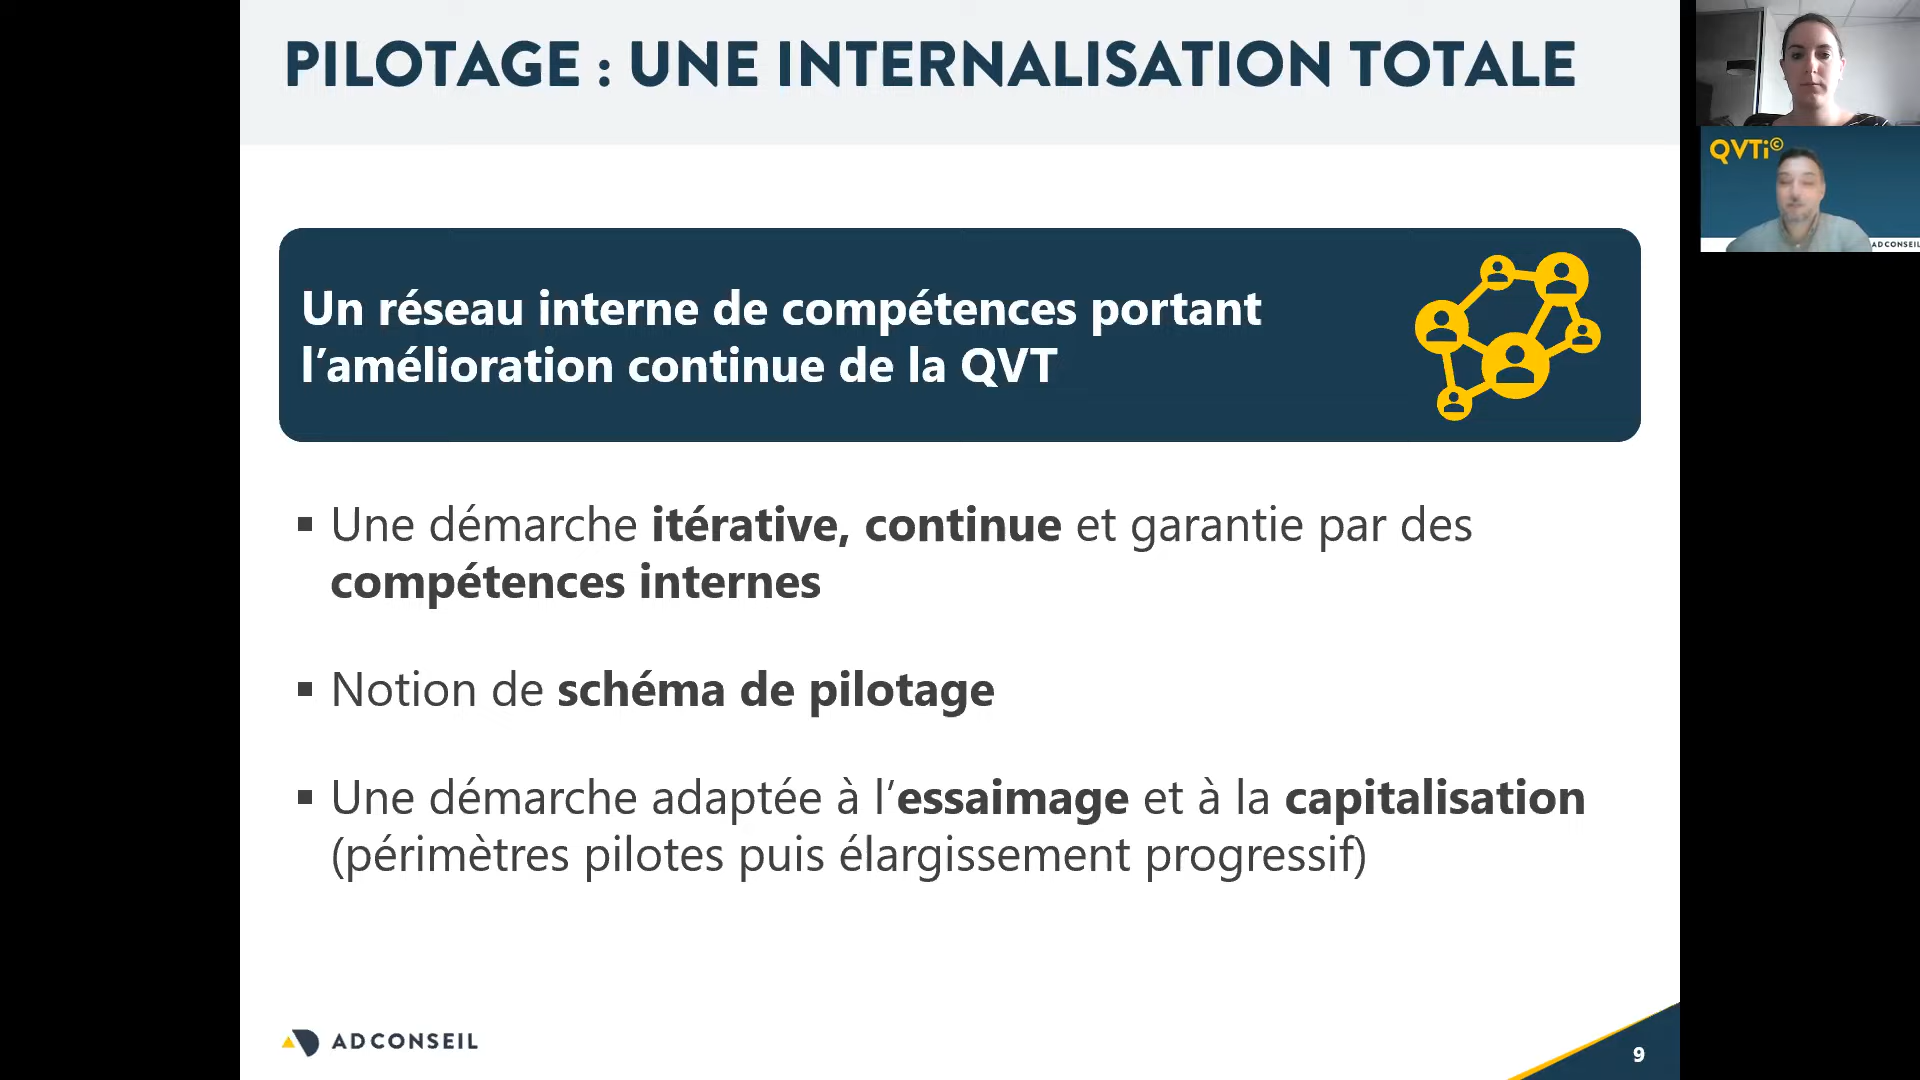 PILOTAGE : UNE INTERNALISATION TOTALE
QVTi©
ADCONSEIL
Un réseau interne de compétences portant
l’amélioration continue de la QVT
▪ Une démarche itérative, continue et garantie par des
compétences internes
▪ Notion de schéma de pilotage
▪ Une démarche adaptée à l’essaimage et à la capitalisation
(périmètres pilotes puis élargissement progressif)
ADCONSEIL
9